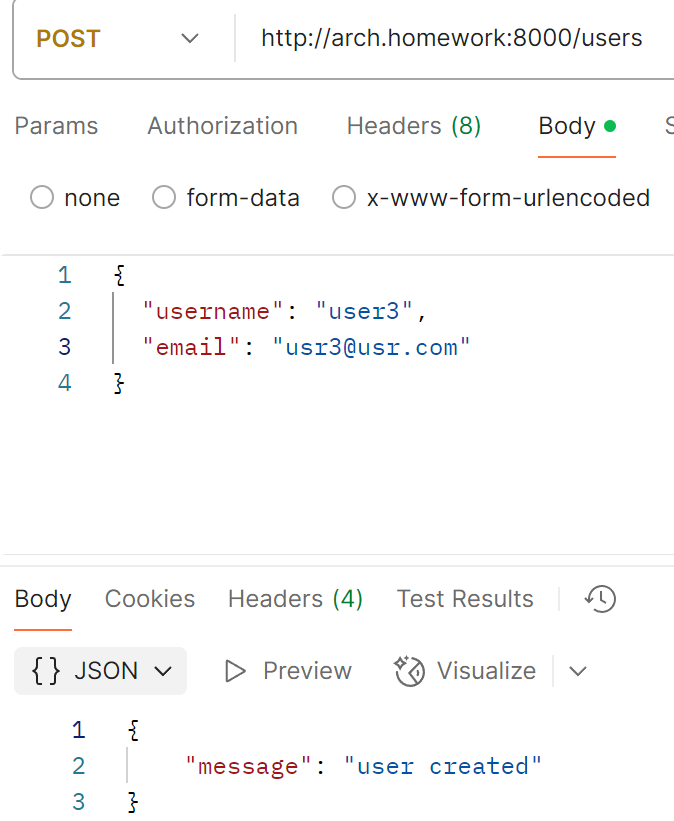 POST http://arch.homework:8000/users
Params Authorization Headers (8) Body
none form-data x-www-form-urlencoded
1 {
2 "username": "user3",
3 "email": "usr3@usr.com"
4 }
Body Cookies Headers (4) Test Results
{} JSON Preview Visualize
1 {
2 "message": "user created"
3 }